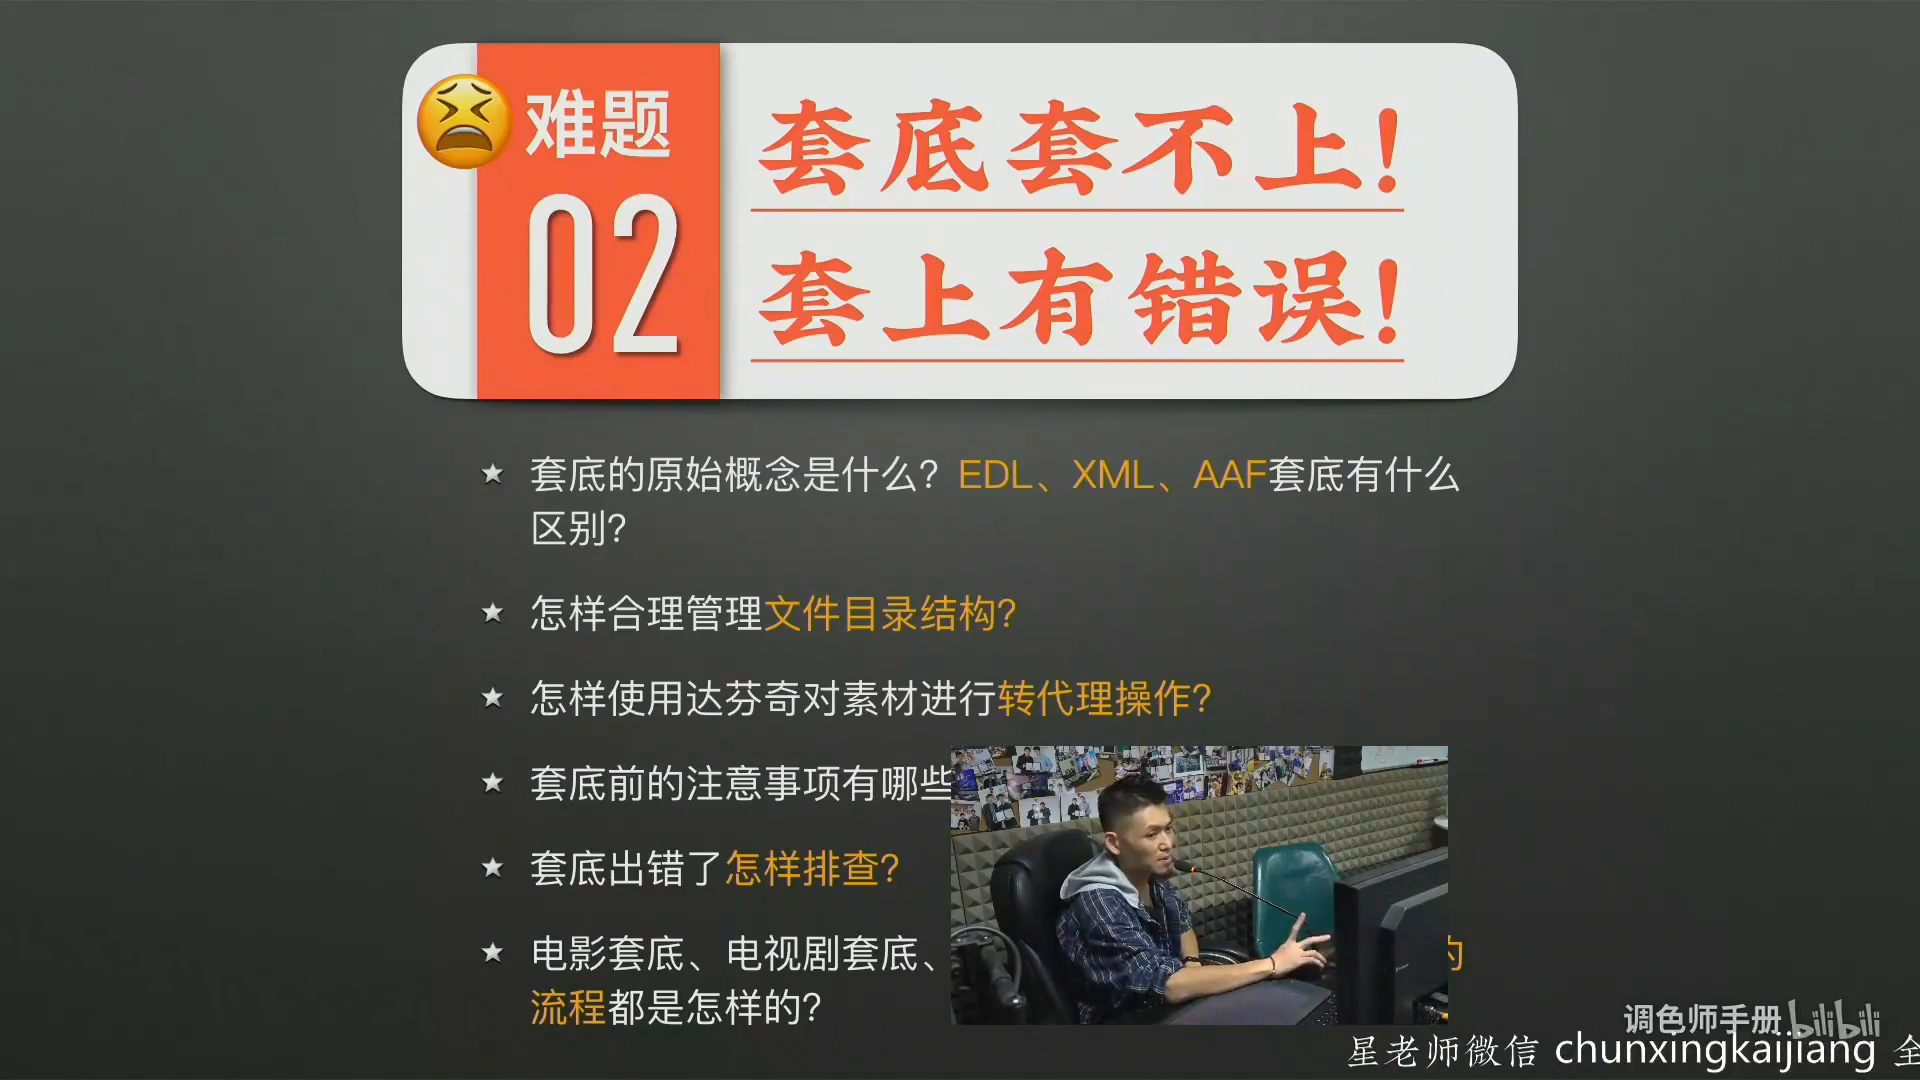 难题
02
套底套不上!
套上有错误!
★ 套底的原始概念是什么? EDL、XML、AAF套底有什么
区别?
★ 怎样合理管理文件目录结构?
★ 怎样使用达芬奇对素材进行转代理操作?
★ 套底前的注意事项有哪些
★ 套底出错了怎样排查?
★ 电影套底、电视剧套底、
流程都是怎样的?
调色师手册 bilibili
星老师微信 chunxingkaijiang 全